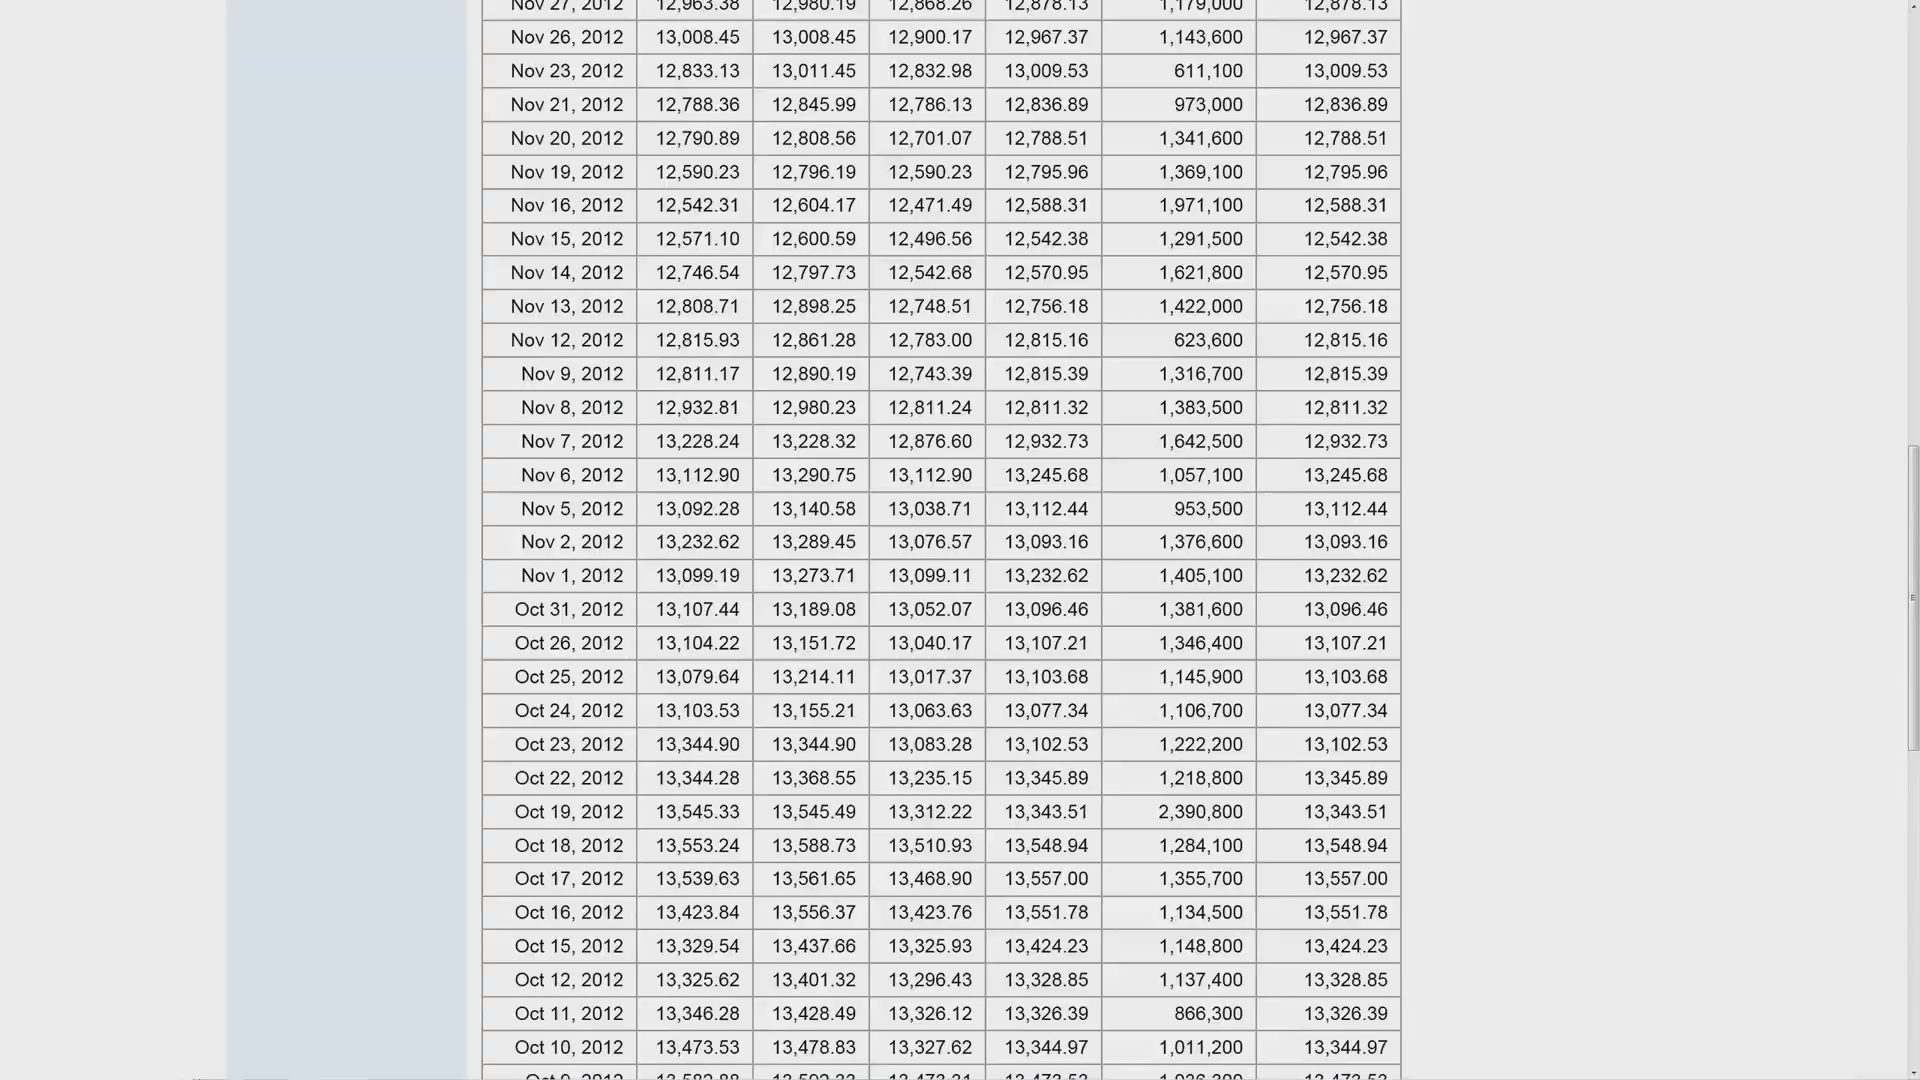 Nov 27, 2012 12,963.38 12,980.19 12,868.26 12,878.13 1,179,000 12,878.13
Nov 26, 2012 13,008.45 13,008.45 12,900.17 12,967.37 1,143,600 12,967.37
Nov 23, 2012 12,833.13 13,011.45 12,832.98 13,009.53 611,100 13,009.53
Nov 21, 2012 12,788.36 12,845.99 12,786.13 12,836.89 973,000 12,836.89
Nov 20, 2012 12,790.89 12,808.56 12,701.07 12,788.51 1,341,600 12,788.51
Nov 19, 2012 12,590.23 12,796.19 12,590.23 12,795.96 1,369,100 12,795.96
Nov 16, 2012 12,542.31 12,604.17 12,471.49 12,588.31 1,971,100 12,588.31
Nov 15, 2012 12,571.10 12,600.59 12,496.56 12,542.38 1,291,500 12,542.38
Nov 14, 2012 12,746.54 12,797.73 12,542.68 12,570.95 1,621,800 12,570.95
Nov 13, 2012 12,808.71 12,898.25 12,748.51 12,756.18 1,422,000 12,756.18
Nov 12, 2012 12,815.93 12,861.28 12,783.00 12,815.16 623,600 12,815.16
Nov 9, 2012 12,811.17 12,890.19 12,743.39 12,815.39 1,316,700 12,815.39
Nov 8, 2012 12,932.81 12,980.23 12,811.24 12,811.32 1,383,500 12,811.32
Nov 7, 2012 13,228.24 13,228.32 12,876.60 12,932.73 1,642,500 12,932.73
Nov 6, 2012 13,112.90 13,290.75 13,112.90 13,245.68 1,057,100 13,245.68
Nov 5, 2012 13,092.28 13,140.58 13,038.71 13,112.44 953,500 13,112.44
Nov 2, 2012 13,232.62 13,289.45 13,076.57 13,093.16 1,376,600 13,093.16
Nov 1, 2012 13,099.19 13,273.71 13,099.11 13,232.62 1,405,100 13,232.62
Oct 31, 2012 13,107.44 13,189.08 13,052.07 13,096.46 1,381,600 13,096.46
Oct 26, 2012 13,104.22 13,151.72 13,040.17 13,107.21 1,346,400 13,107.21
Oct 25, 2012 13,079.64 13,214.11 13,017.37 13,103.68 1,145,900 13,103.68
Oct 24, 2012 13,103.53 13,155.21 13,063.63 13,077.34 1,106,700 13,077.34
Oct 23, 2012 13,344.90 13,344.90 13,083.28 13,102.53 1,222,200 13,102.53
Oct 22, 2012 13,344.28 13,368.55 13,235.15 13,345.89 1,218,800 13,345.89
Oct 19, 2012 13,545.33 13,545.49 13,312.22 13,343.51 2,390,800 13,343.51
Oct 18, 2012 13,553.24 13,588.73 13,510.93 13,548.94 1,284,100 13,548.94
Oct 17, 2012 13,539.63 13,561.65 13,468.90 13,557.00 1,355,700 13,557.00
Oct 16, 2012 13,423.84 13,556.37 13,423.76 13,551.78 1,134,500 13,551.78
Oct 15, 2012 13,329.54 13,437.66 13,325.93 13,424.23 1,148,800 13,424.23
Oct 12, 2012 13,325.62 13,401.32 13,296.43 13,328.85 1,137,400 13,328.85
Oct 11, 2012 13,346.28 13,428.49 13,326.12 13,326.39 866,300 13,326.39
Oct 10, 2012 13,473.53 13,478.83 13,327.62 13,344.97 1,011,200 13,344.97